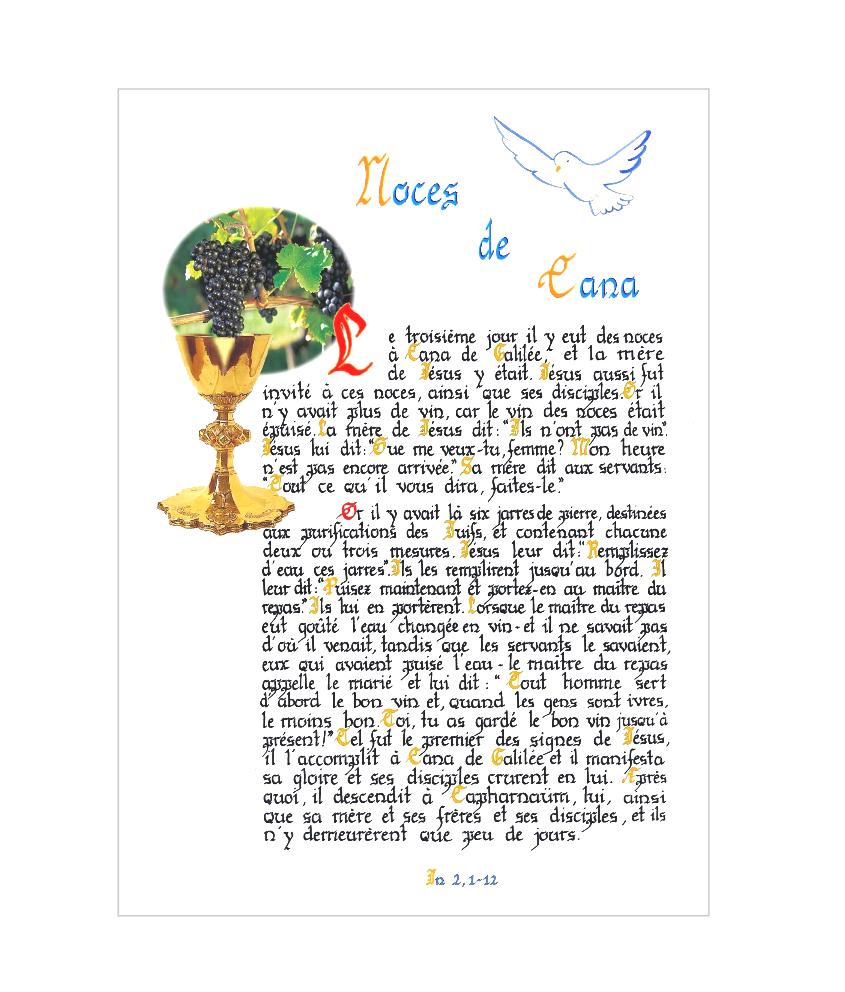 Noces
de
Cana
Le troisième jour il y eut des noces
à Cana de Galilée, et la mère
de Jésus y était. Jésus aussi fut
invité à ces noces, ainsi que ses disciples. Or il
n'y avait plus de vin, car le vin des noces était
épuisé. La mère de Jésus dit : "Ils n'ont pas de vin".
Jésus lui dit : "Que me veux-tu, femme ? Mon heure
n'est pas encore arrivée." Sa mère dit aux servants :
"Tout ce qu'il vous dira, faites-le."
Or il y avait là six jarres de pierre, destinées
aux purifications des Juifs, et contenant chacune
deux ou trois mesures. Jésus leur dit : "Remplissez
d'eau ces jarres". Ils les remplirent jusqu'au bord. Il
leur dit : "Puisez maintenant et portez-en au maître du
repas." Ils lui en portèrent. Lorsque le maître du repas
eut goûté l'eau changée en vin - et il ne savait pas
d'où il venait, tandis que les servants le savaient,
eux qui avaient puisé l'eau - le maître du repas
appelle le marié et lui dit : " Tout homme sert
d'abord le bon vin et, quand les gens sont ivres,
le moins bon. Toi, tu as gardé le bon vin jusqu'à
présent !" Tel fut le premier des signes de Jésus,
il l'accomplit à Cana de Galilée et il manifesta
sa gloire et ses disciples crurent en lui. Après
quoi, il descendit à Capharnaüm, lui, ainsi
que sa mère et ses frères et ses disciples, et ils
n'y demeurèrent que peu de jours.
Jn 2, 1-12